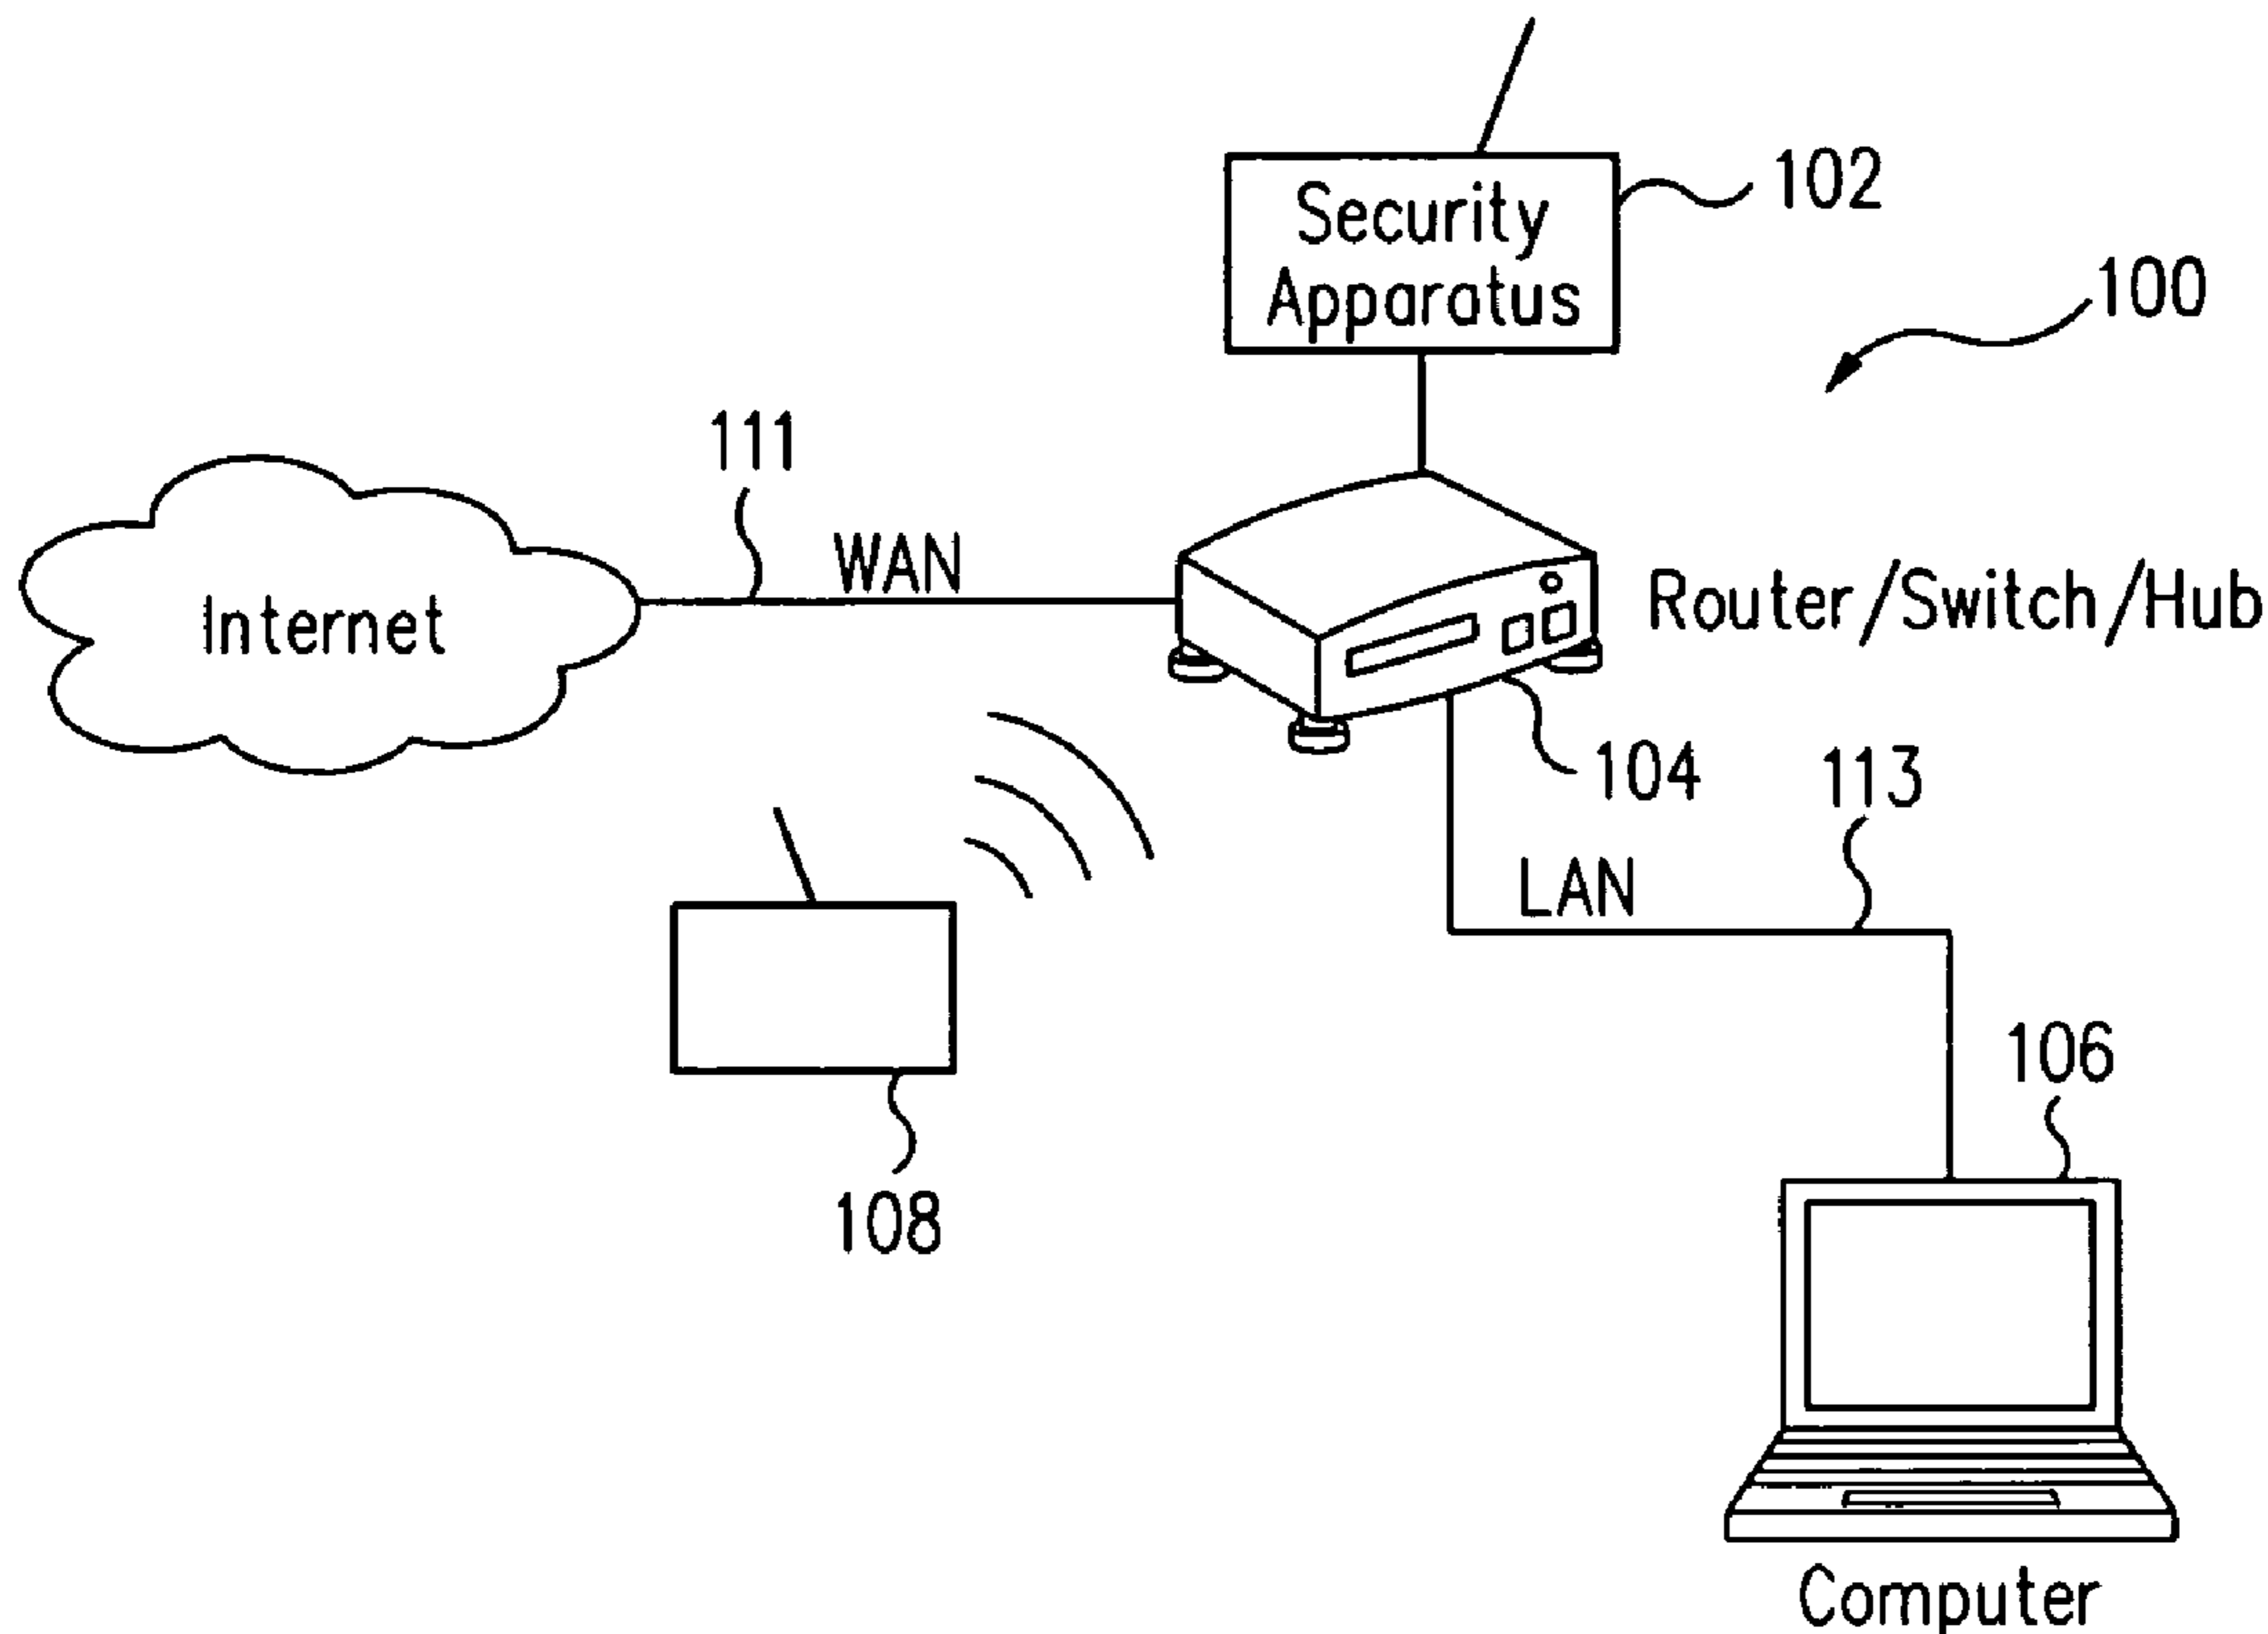 Security
Apparatus
102
100
111
WAN
Internet
Router/Switch/Hub
104
113
LAN
108
106
Computer